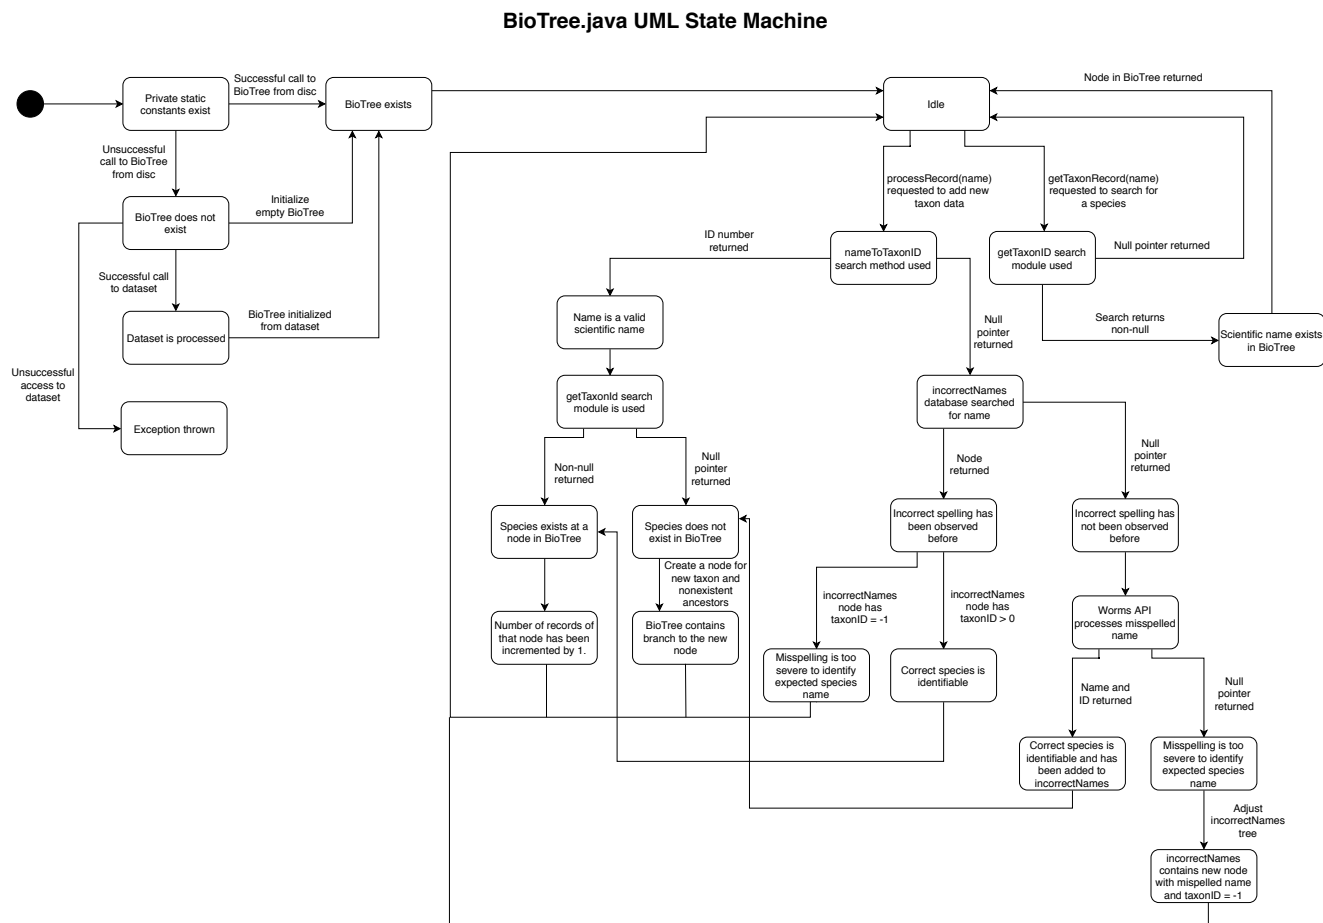 BioTree.java UML State Machine
Private static
constants exist
Successful call to
BioTree from disc
BioTree exists
Idle
Node in BioTree returned
Unsuccessful
call to BioTree
from disc
BioTree does not
exist
Initialize
empty BioTree
Successful call
to dataset
Dataset is processed
BioTree initialized
from dataset
Unsuccessful
access to
dataset
Exception thrown
processRecord(name)
requested to add new
taxon data
getTaxonRecord(name)
requested to search for
a species
ID number
returned
nameToTaxonID
search method used
getTaxonID search
module used
Null pointer returned
Name is a valid
scientific name
Null
pointer
returned
Search returns
non-null
Scientific name exists
in BioTree
getTaxonId search
module is used
incorrectNames
database searched
for name
Non-null
returned
Null
pointer
returned
Node
returned
Null
pointer
returned
Species exists at a
node in BioTree
Species does not
exist in BioTree
Incorrect spelling has
been observed
before
Incorrect spelling has
not been observed
before
Create a node for
new taxon and
nonexistent
ancestors
incorrectNames
node has
taxonID = -1
incorrectNames
node has
taxonID > 0
Number of records of
that node has been
incremented by 1.
BioTree contains
branch to the new
node
Worms API
processes misspelled
name
Misspelling is too
severe to identify
expected species
name
Correct species is
identifiable
Name and
ID returned
Null
pointer
returned
Correct species is
identifiable and has
been added to
incorrectNames
Misspelling is too
severe to identify
expected species
name
Adjust
incorrectNames
tree
incorrectNames
contains new node
with mispelled name
and taxonID = -1